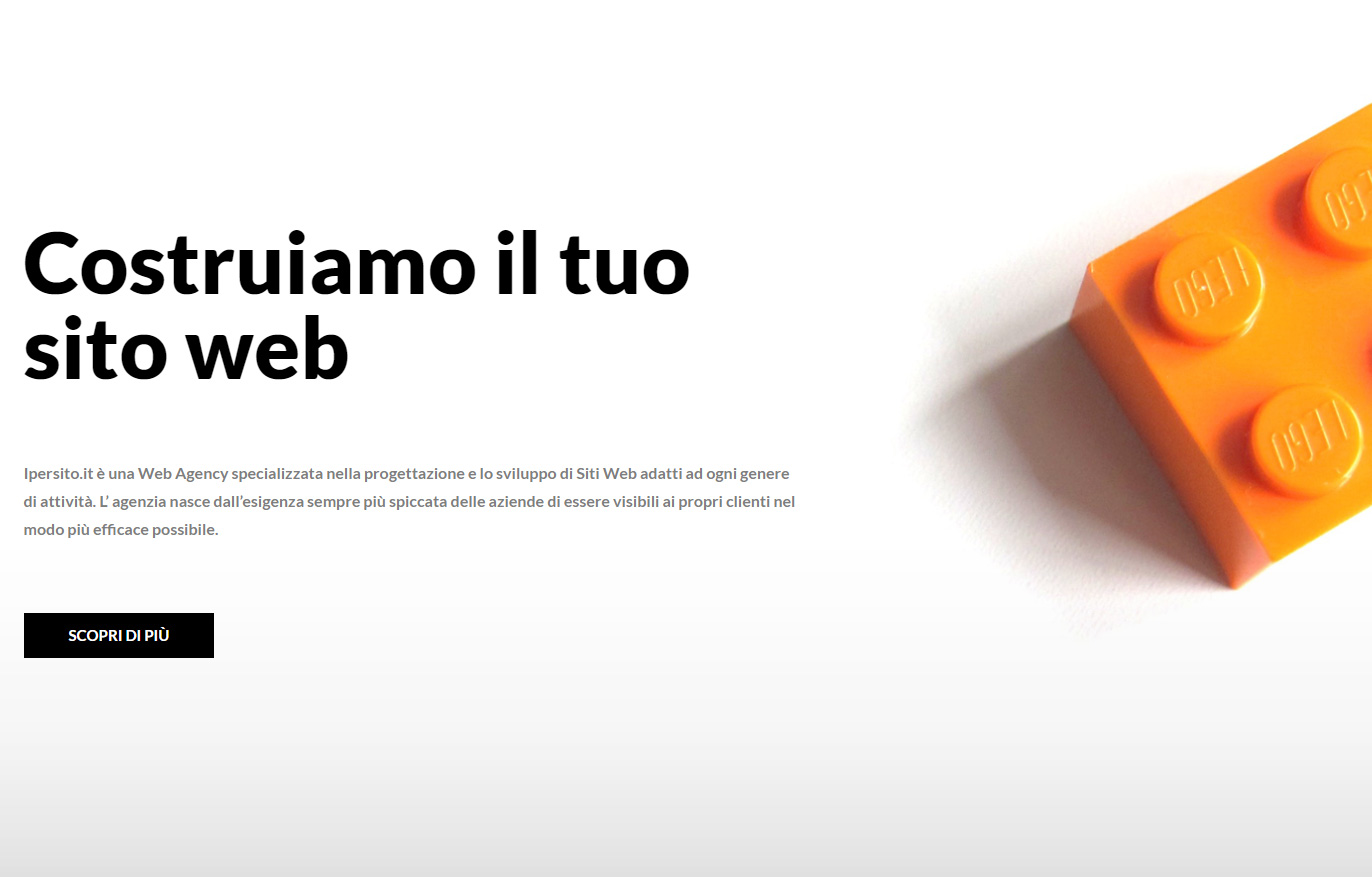 Costruiamo il tuo
sito web
Ipersito.it è una Web Agency specializzata nella progettazione e lo sviluppo di Siti Web adatti ad ogni genere
di attività. L’ agenzia nasce dall’esigenza sempre più spiccata delle aziende di essere visibili ai propri clienti nel
modo più efficace possibile.
SCOPRI DI PIÙ
LEGO
LEGO